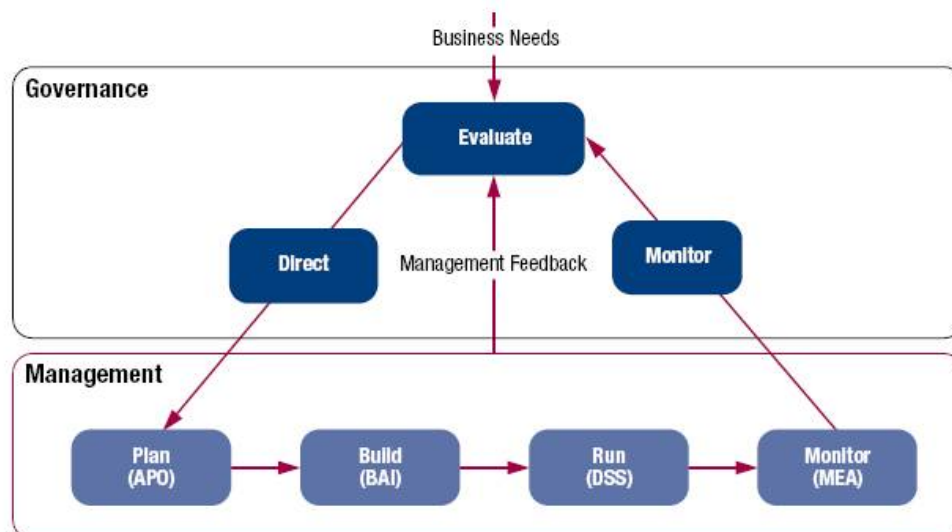 Business Needs
Governance
Evaluate
Direct
Management Feedback
Monitor
Management
Plan
(APO)
Build
(BAI)
Run
(DSS)
Monitor
(MEA)